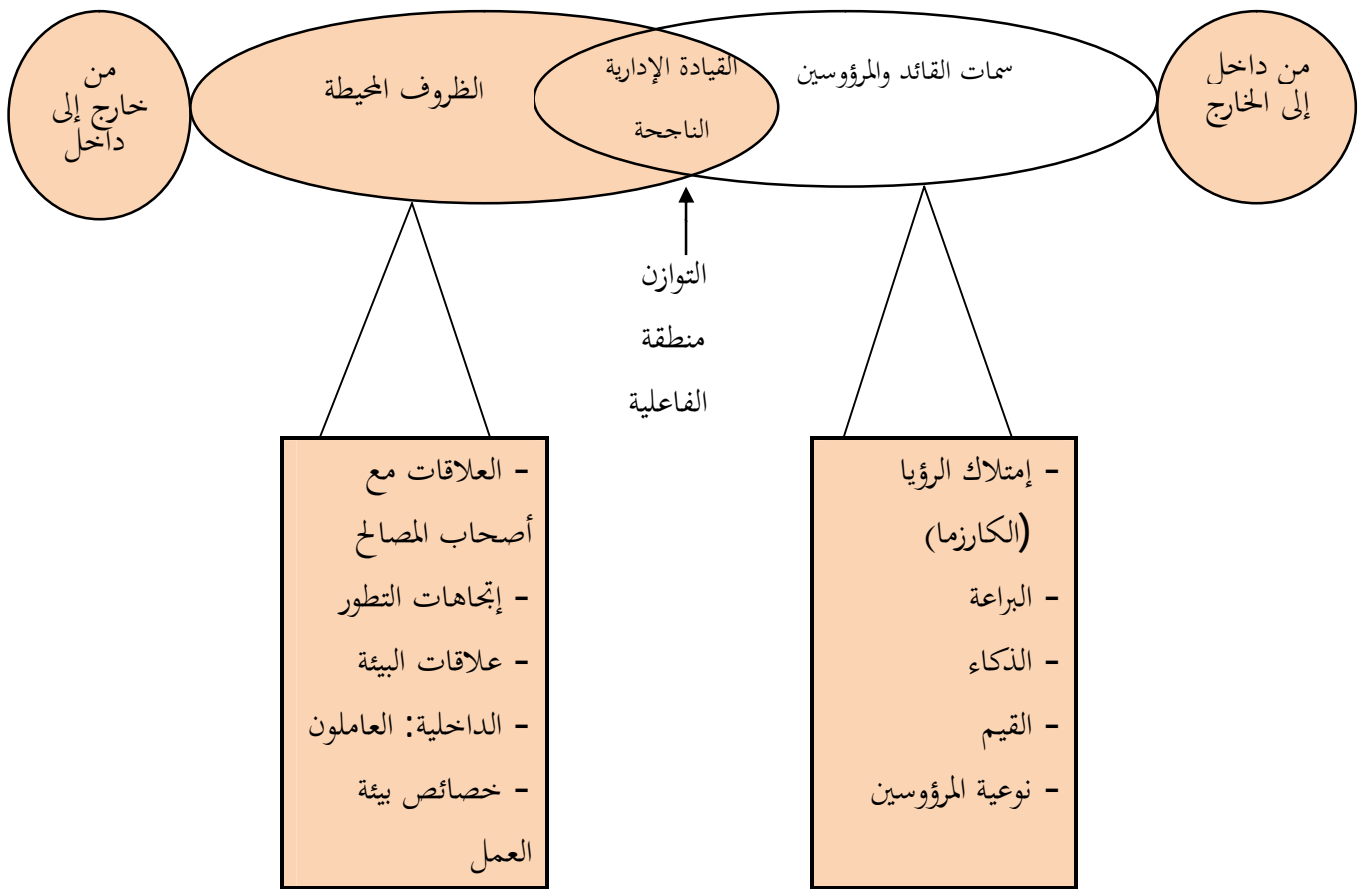 من داخل
إلى الخارج
سمات القائد والمرؤوسين
القيادة الإدارية
الناجحة
الظروف المحيطة
من
خارج إلى
داخل
التوازن
منطقة
الفاعلية
- إمتلاك الرؤيا
(الكارزما)
- البراعة
- الذكاء
- القيم
- نوعية المرؤوسين
- العلاقات مع
أصحاب المصالح
- إتجاهات التطور
- علاقات البيئة
- الداخلية: العاملون
- خصائص بيئة
العمل